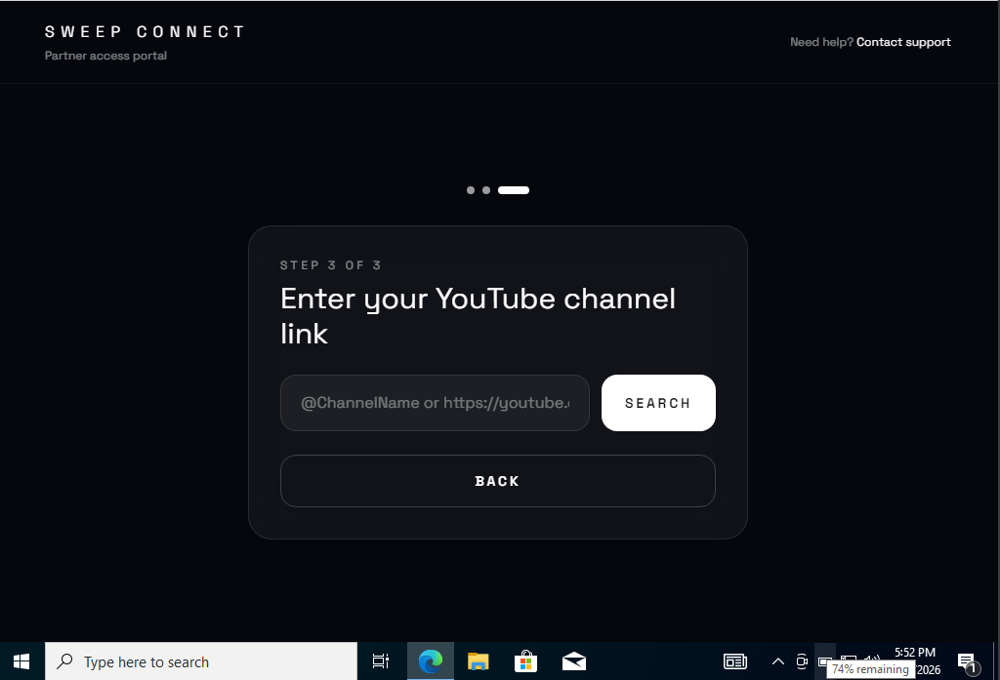 SWEEP CONNECT
Partner access portal
Need help? Contact support
STEP 3 OF 3
Enter your YouTube channel
link
@ChannelName or https://youtube.
SEARCH
BACK
Type here to search
5:52 PM
2026
74% remaining
1